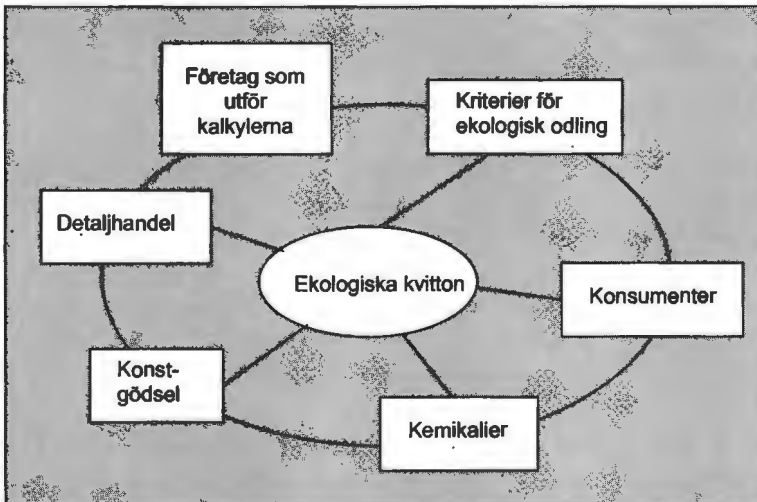 Företag som
utför
kalkylerna
Kriterier för
ekologisk odling
Detaljhandel
Ekologiska kvitton
Konsumenter
Konst-
gödsel
Kemikalier